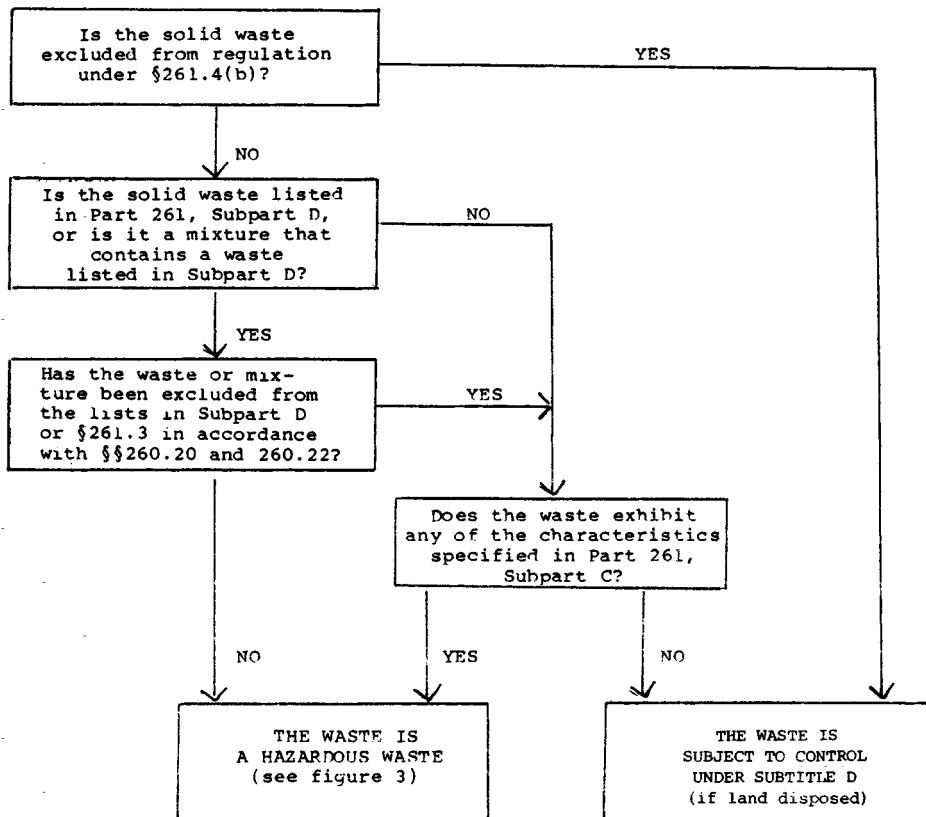 Is the solid waste
excluded from regulation
under §261.4(b)?
YES
NO
Is the solid waste listed
in Part 261, Subpart D,
or is it a mixture that
contains a waste
listed in Subpart D?
NO
YES
Has the waste or mix-
ture been excluded from
the lists in Subpart D
or §261.3 in accordance
with §§260.20 and 260.22?
YES
Does the waste exhibit
any of the characteristics
specified in Part 261,
Subpart C?
NO
YES
NO
THE WASTE IS
A HAZARDOUS WASTE
(see figure 3)
THE WASTE IS
SUBJECT TO CONTROL
UNDER SUBTITLE D
(if land disposed)